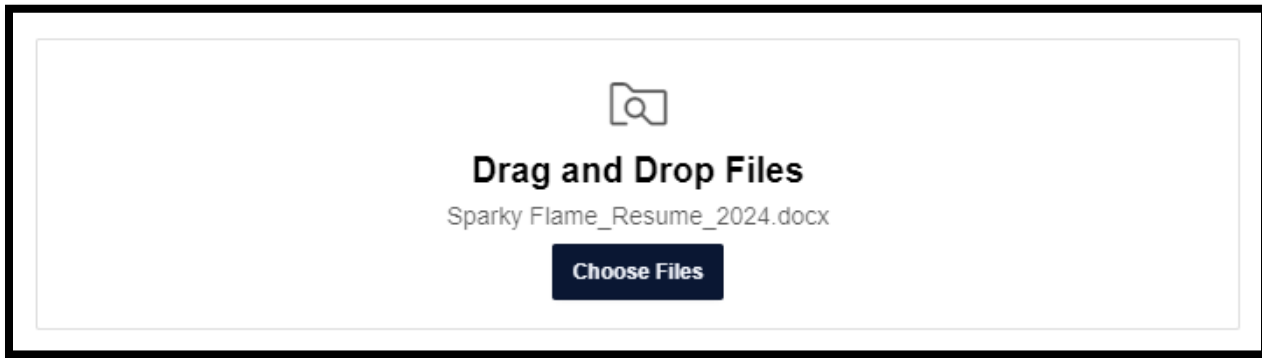 Drag and Drop Files
Sparky Flame_Resume_2024.docx
Choose Files